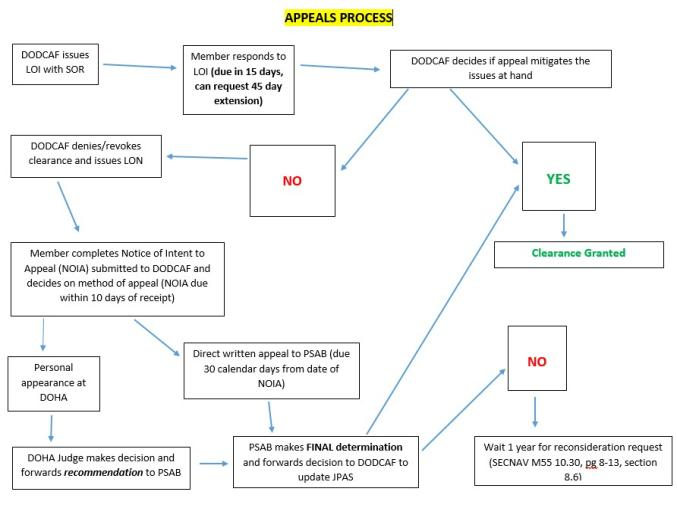 APPEALS PROCESS
DODCAF issues
LOI with SOR
Member responds to
LOI (due in 15 days,
can request 45 day
extension)
DODCAF decides if appeal mitigates the
issues at hand
DODCAF denies/revokes
clearance and issues LON
NO
YES
Clearance Granted
Member completes Notice of Intent to
Appeal (NOIA) submitted to DODCAF and
decides on method of appeal (NOIA due
within 10 days of receipt)
Personal
appearance at
DOHA
Direct written appeal to PSAB (due
30 calendar days from date of
NOIA)
NO
DOHA Judge makes decision and
forwards recommendation to PSAB
PSAB makes FINAL determination
and forwards decision to DODCAF to
update JPAS
Wait 1 year for reconsideration request
(SECNAV M55 10.30, pg 8-13, section
8.6)